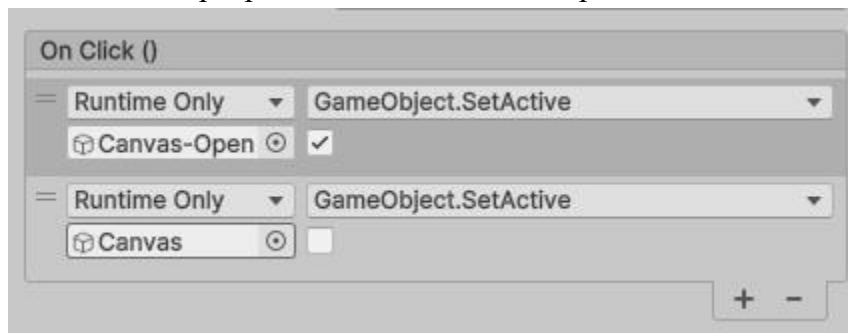 On Click ()
Runtime Only GameObject.SetActive
Canvas-Open
Runtime Only GameObject.SetActive
Canvas
+ -